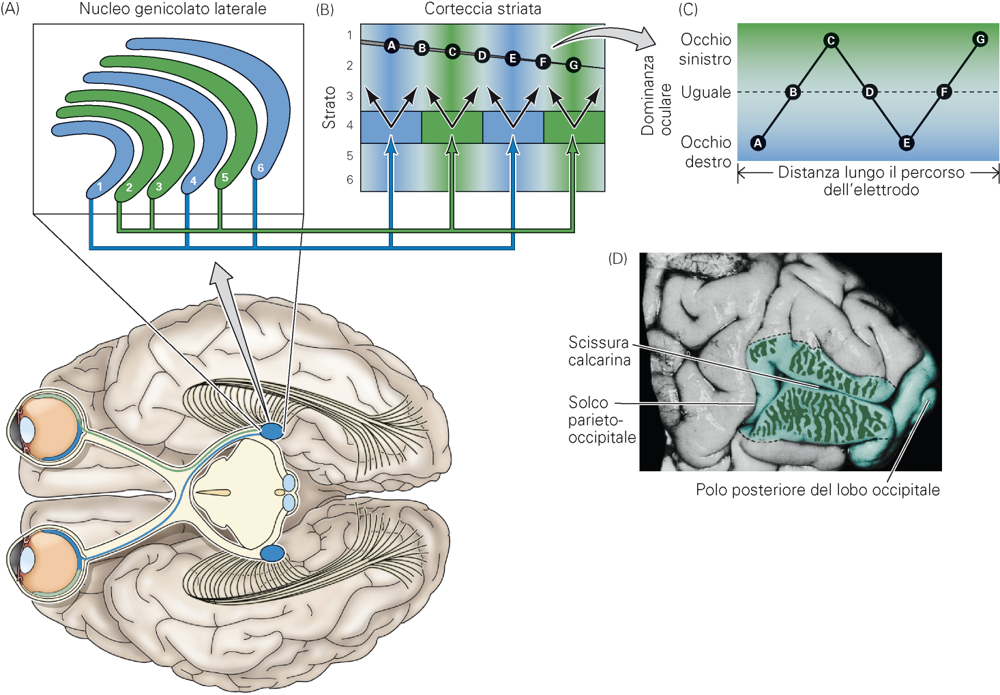 (A)
Nucleo genicolato laterale
1
2
3
4
5
6
(B)
Corteccia striata
Strato
1
2
3
4
5
6
A
B
C
D
E
F
G
(C)
Dominanza
oculare
Occhio
sinistro
Uguale
Occhio
destro
A
B
C
D
E
F
G
Distanza lungo il percorso
dell'elettrodo
(D)
Scissura
calcarina
Solco
parieto-
occipitale
Polo posteriore del lobo occipitale